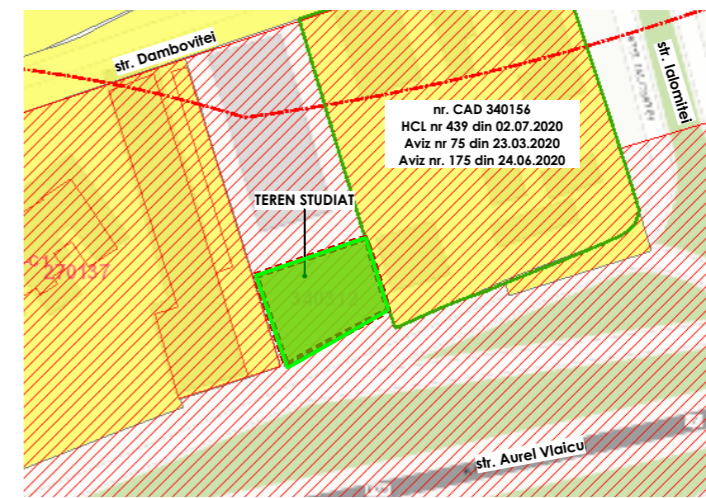 str. Dambovitei
str. Ialomitei
nr. CAD 340156
HCL nr 439 din 02.07.2020
Aviz nr 75 din 23.03.2020
Aviz nr. 175 din 24.06.2020
TEREN STUDIAT
C1
270137
str. Aurel Vlaicu